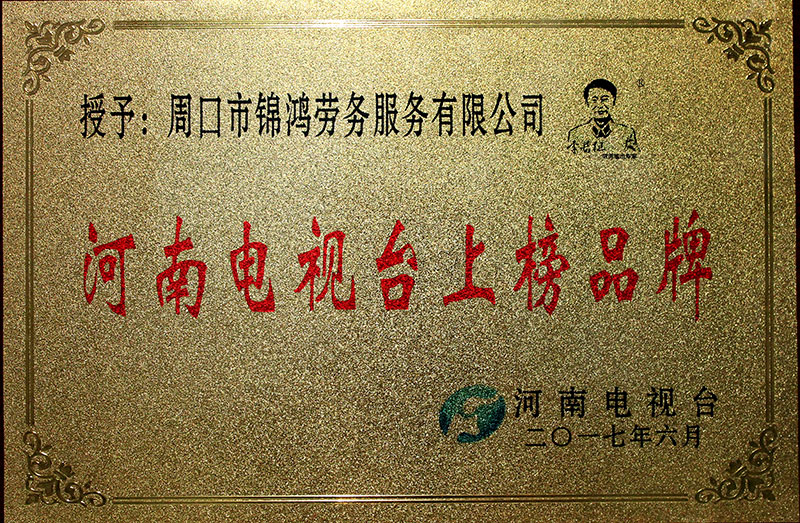 授予：周口市锦鸿劳务服务有限公司
®
河南电视台上榜品牌
河南电视台
二〇一七年六月